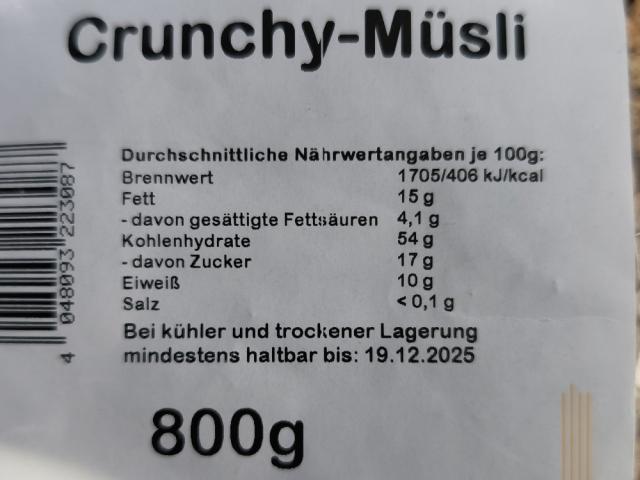 Crunchy-Müsli
Durchschnittliche Nährwertangaben je 100g:
Brennwert 1705/406 kJ/kcal
Fett 15 g
- davon gesättigte Fettsäuren 4,1 g
Kohlenhydrate 54 g
- davon Zucker 17 g
Eiweiß 10 g
Salz < 0,1 g
Bei kühler und trockener Lagerung
mindestens haltbar bis: 19.12.2025
800g
4 048093 223087